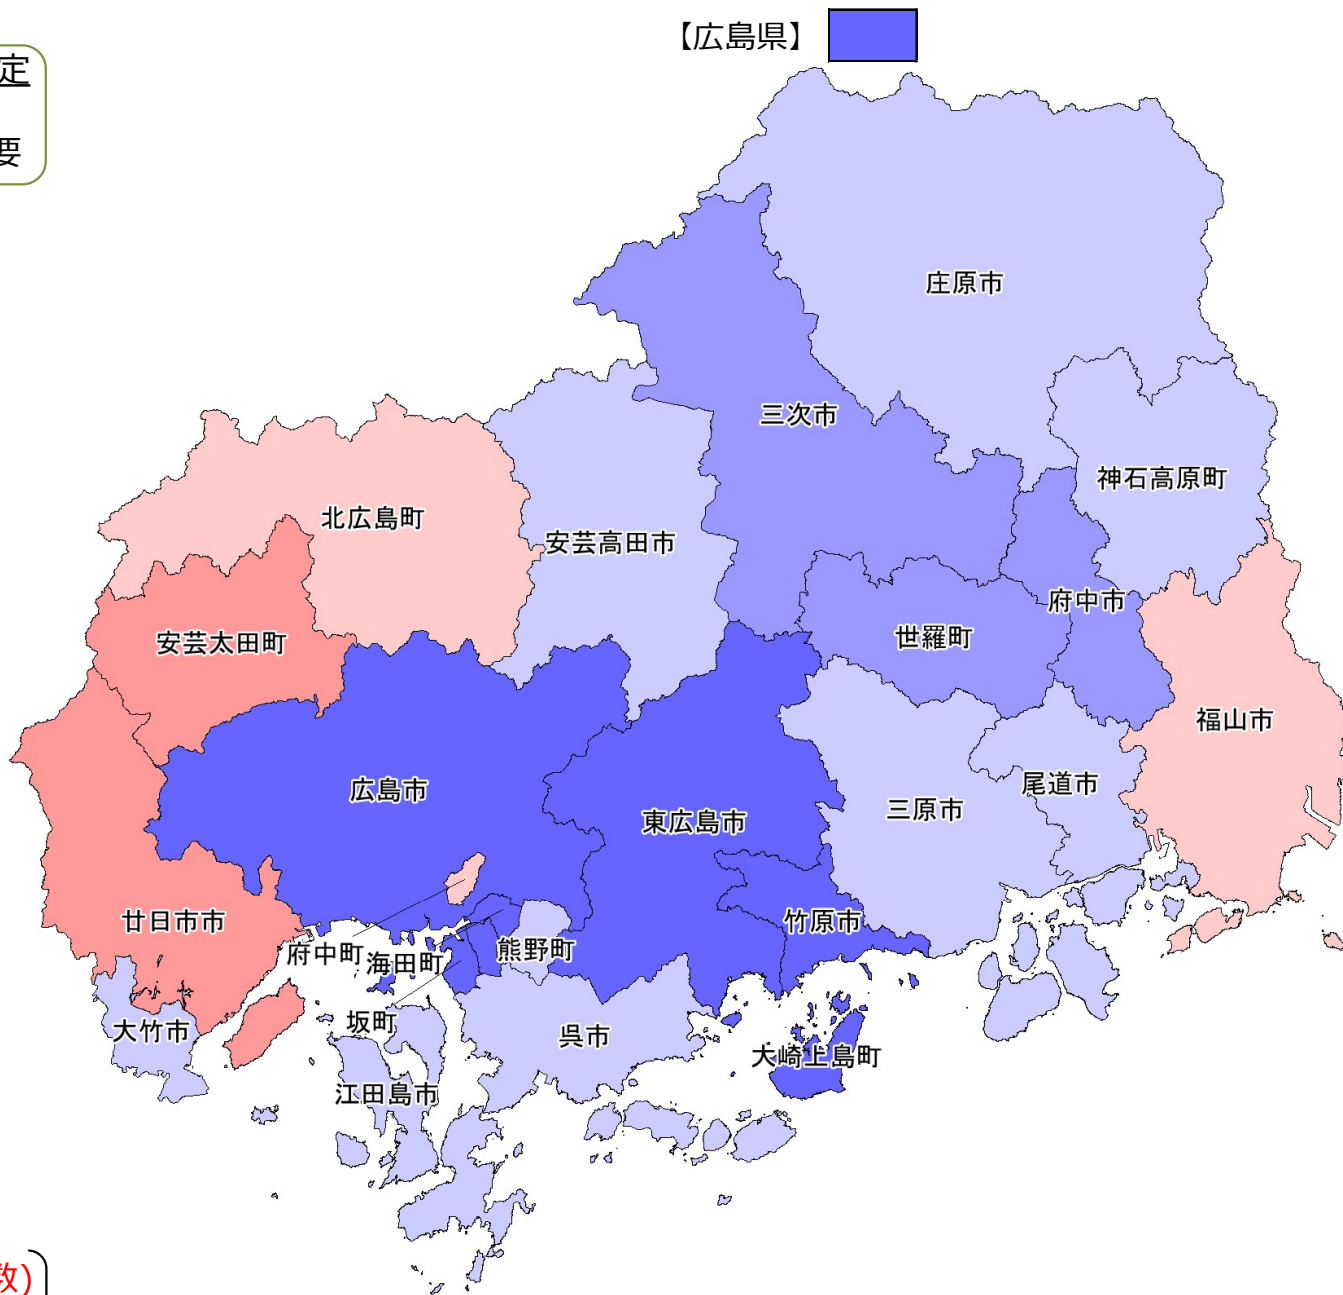 【広島県】
定
要
庄原市
三次市
神石高原町
北広島町
安芸高田市
府中市
安芸太田町
世羅町
福山市
広島市
尾道市
三原市
東広島市
廿日市市
竹原市
府中町
海田町
熊野町
坂町
大竹市
呉市
大崎上島町
江田島市
数)